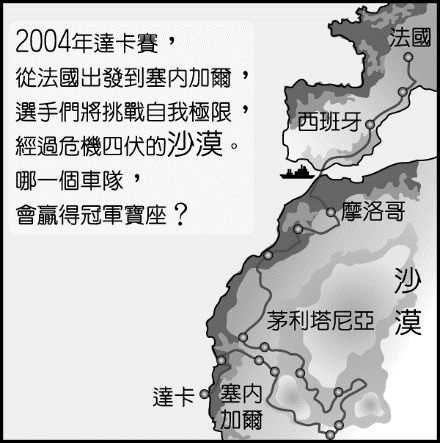 2004年達卡賽，
從法國出發到塞内加爾，
選手們將挑戰自我極限，
經過危機四伏的沙漠。
哪一個車隊，
會贏得冠軍寶座？
法國
西班牙
摩洛哥
沙漠
茅利塔尼亞
達卡
塞内
加爾